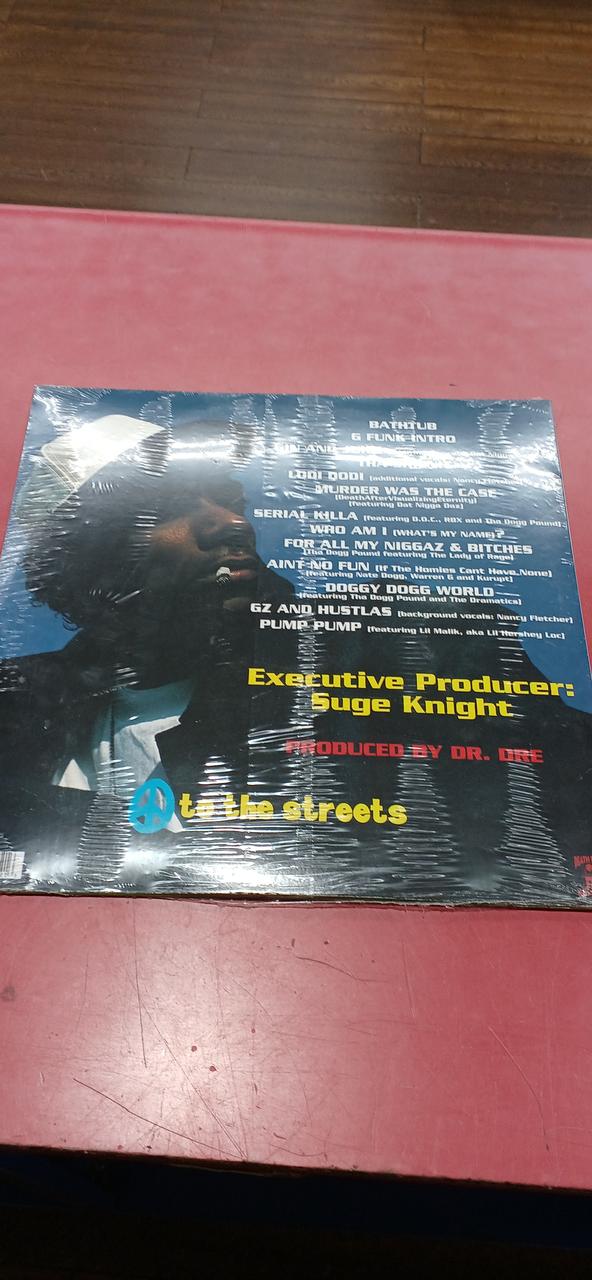 BATHTUB
G FUNK INTRO
GIN AND
LODI DODI (additional vocals: Nancy Fletcher)
MURDER WAS THE CASE
(DeathAfterVisualizingEternity)
(featuring Dat Nigga Daz)
SERIAL KILLA (featuring D.O.C., RBX and Tha Dogg Pound)
WHO AM I (WHAT'S MY NAME)?
FOR ALL MY NIGGAZ & BITCHES
(Tha Dogg Pound featuring The Lady of Rage)
AINT NO FUN (If The Homies Cant Have None)
(featuring Nate Dogg, Warren G and Kurupt)
DOGGY DOGG WORLD
(featuring Tha Dogg Pound and The Dramatics)
GZ AND HUSTLAS (background vocals: Nancy Fletcher)
PUMP PUMP (featuring Lil Malik, aka Lil Hershey Loc)
Executive Producer:
Suge Knight
PRODUCED BY DR. DRE
to the streets
DEATH